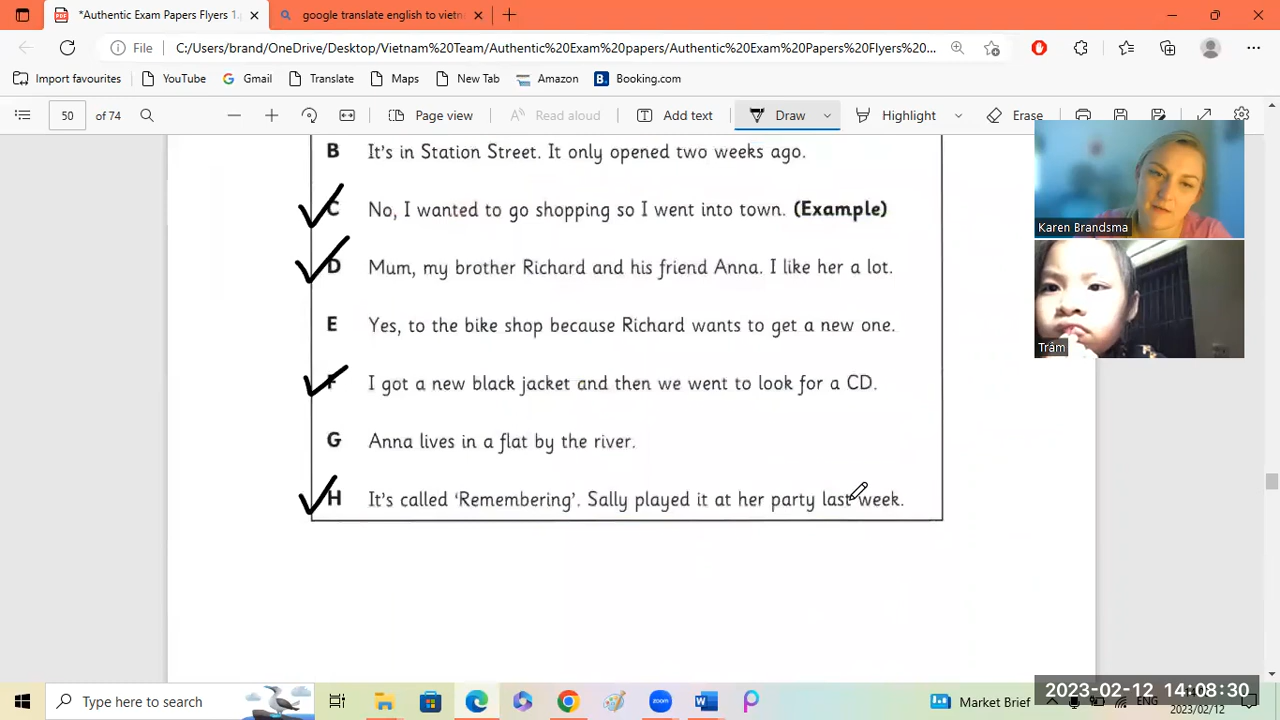 *Authentic Exam Papers Flyers 1.p
google translate english to vietn
File
C:/Users/brand/OneDrive/Desktop/Vietnam%20Team/Authentic%20Exam%20papers/Authentic%20Exam%20Papers%20Flyers%20...
Import favourites
YouTube
Gmail
Translate
Maps
New Tab
Amazon
Booking.com
50 of 74
Page view
Read aloud
Add text
Draw
Highlight
Erase
B It's in Station Street. It only opened two weeks ago.
C No, I wanted to go shopping so I went into town. (Example)
D Mum, my brother Richard and his friend Anna. I like her a lot.
E Yes, to the bike shop because Richard wants to get a new one.
F I got a new black jacket and then we went to look for a CD.
G Anna lives in a flat by the river.
H It's called 'Remembering'. Sally played it at her party last week.
Karen Brandsma
Trâm
Type here to search
Market Brief
ENG
2023-02-12 14:08:30
2023/02/12